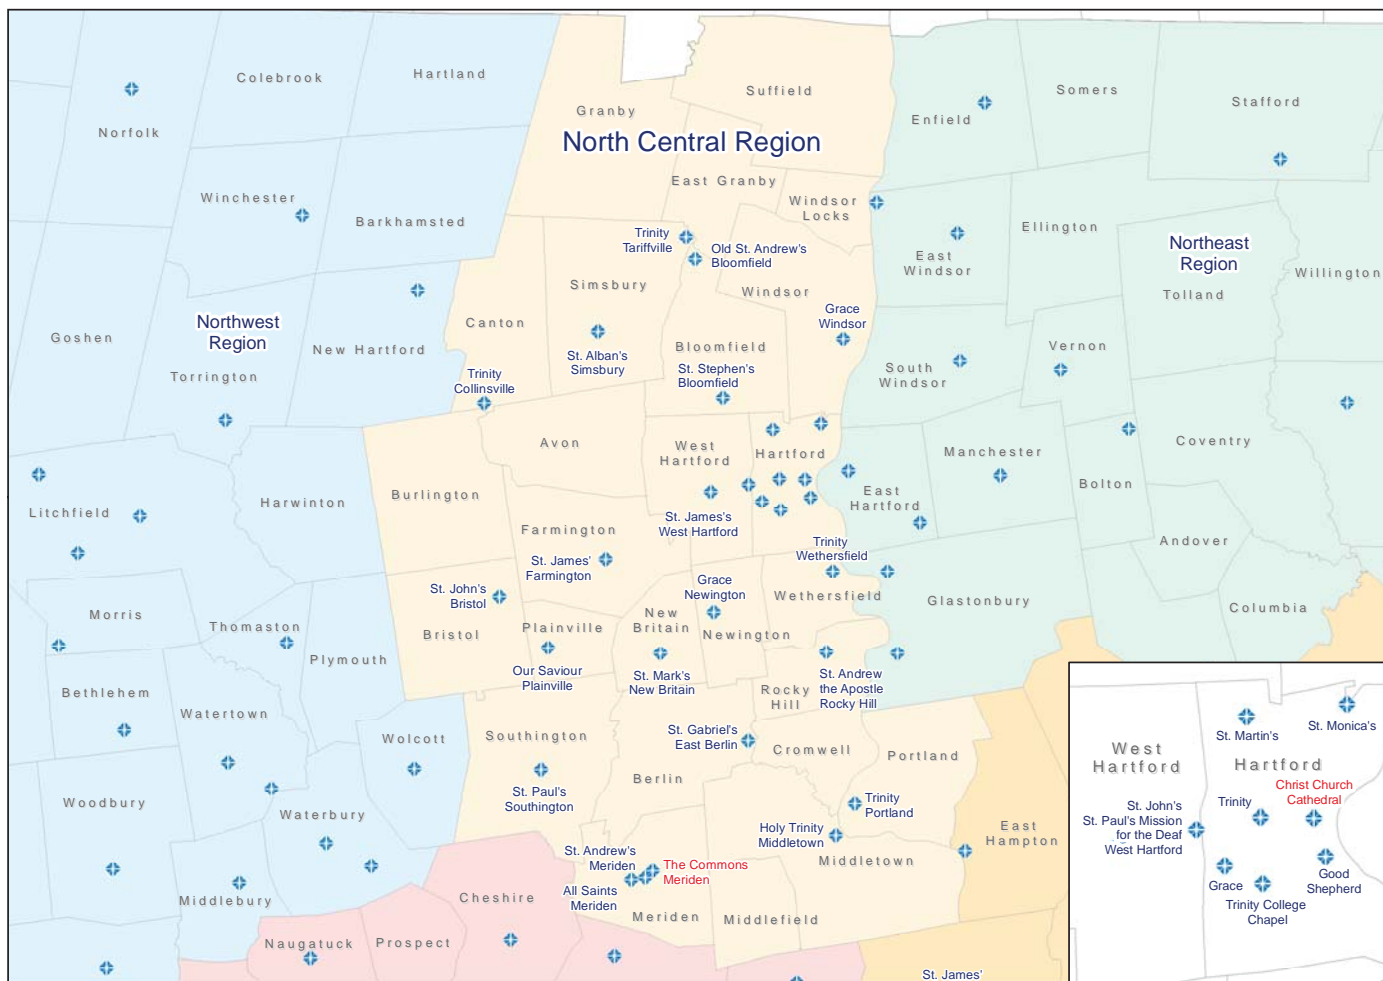 Colebrook
Hartland
Norfolk
Granby
Suffield
Enfield
Somers
Stafford
North Central Region
East Granby
Winchester
Barkhamsted
Windsor
Locks
Trinity
Tariffville
Old St. Andrew's
Bloomfield
Ellington
East
Windsor
Northeast
Region
Willington
Tolland
Simsbury
Windsor
Goshen
Northwest
Region
New Hartford
Torrington
Canton
Trinity
Collinsville
St. Alban's
Simsbury
Bloomfield
St. Stephen's
Bloomfield
Grace
Windsor
South
Windsor
Vernon
Avon
West
Hartford
Hartford
Manchester
Coventry
Bolton
Litchfield
Harwinton
Burlington
Farmington
St. James's
West Hartford
East
Hartford
Andover
St. James'
Farmington
Trinity
Wethersfield
Morris
Thomaston
Plymouth
St. John's
Bristol
Bristol
Plainville
Our Saviour
Plainville
New
Britain
St. Mark's
New Britain
Grace
Newington
Newington
Wethersfield
Glastonbury
Columbia
Rocky
Hill
St. Andrew
the Apostle
Rocky Hill
Bethlehem
Watertown
Wolcott
Southington
St. Paul's
Southington
St. Gabriel's
East Berlin
Berlin
Cromwell
Portland
Trinity
Portland
Woodbury
Waterbury
Middlebury
Holy Trinity
Middletown
Middletown
East
Hampton
St. Andrew's
Meriden
The Commons
Meriden
All Saints
Meriden
Meriden
Middlefield
Cheshire
Naugatuck
Prospect
St. James'
West
Hartford
Hartford
St. Martin's
St. Monica's
Christ Church
Cathedral
Trinity
St. John's
St. Paul's Mission
for the Deaf
West Hartford
Grace
Trinity College
Chapel
Good
Shepherd